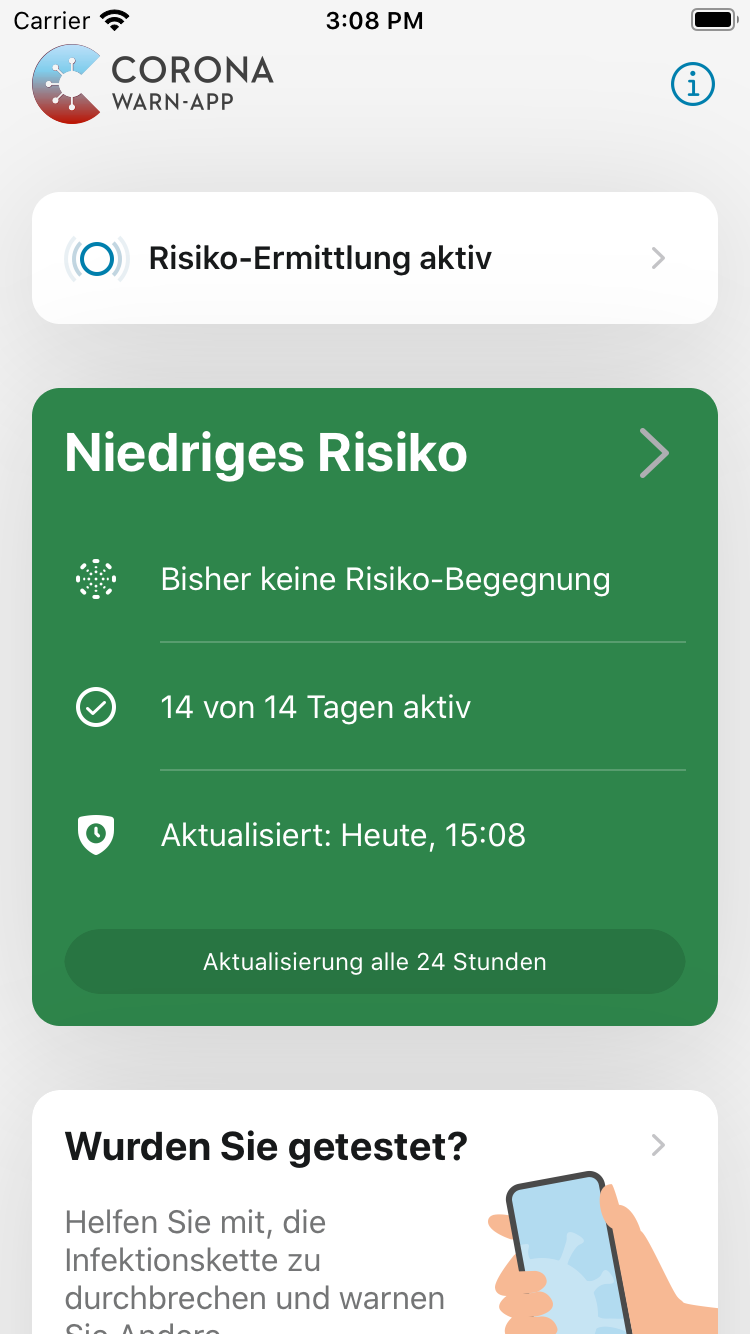 Carrier 3:08 PM
CORONA
WARN-APP
Risiko-Ermittlung aktiv
Niedriges Risiko
Bisher keine Risiko-Begegnung
14 von 14 Tagen aktiv
Aktualisiert: Heute, 15:08
Aktualisierung alle 24 Stunden
Wurden Sie getestet?
Helfen Sie mit, die
Infektionskette zu
durchbrechen und warnen
Sie Andere